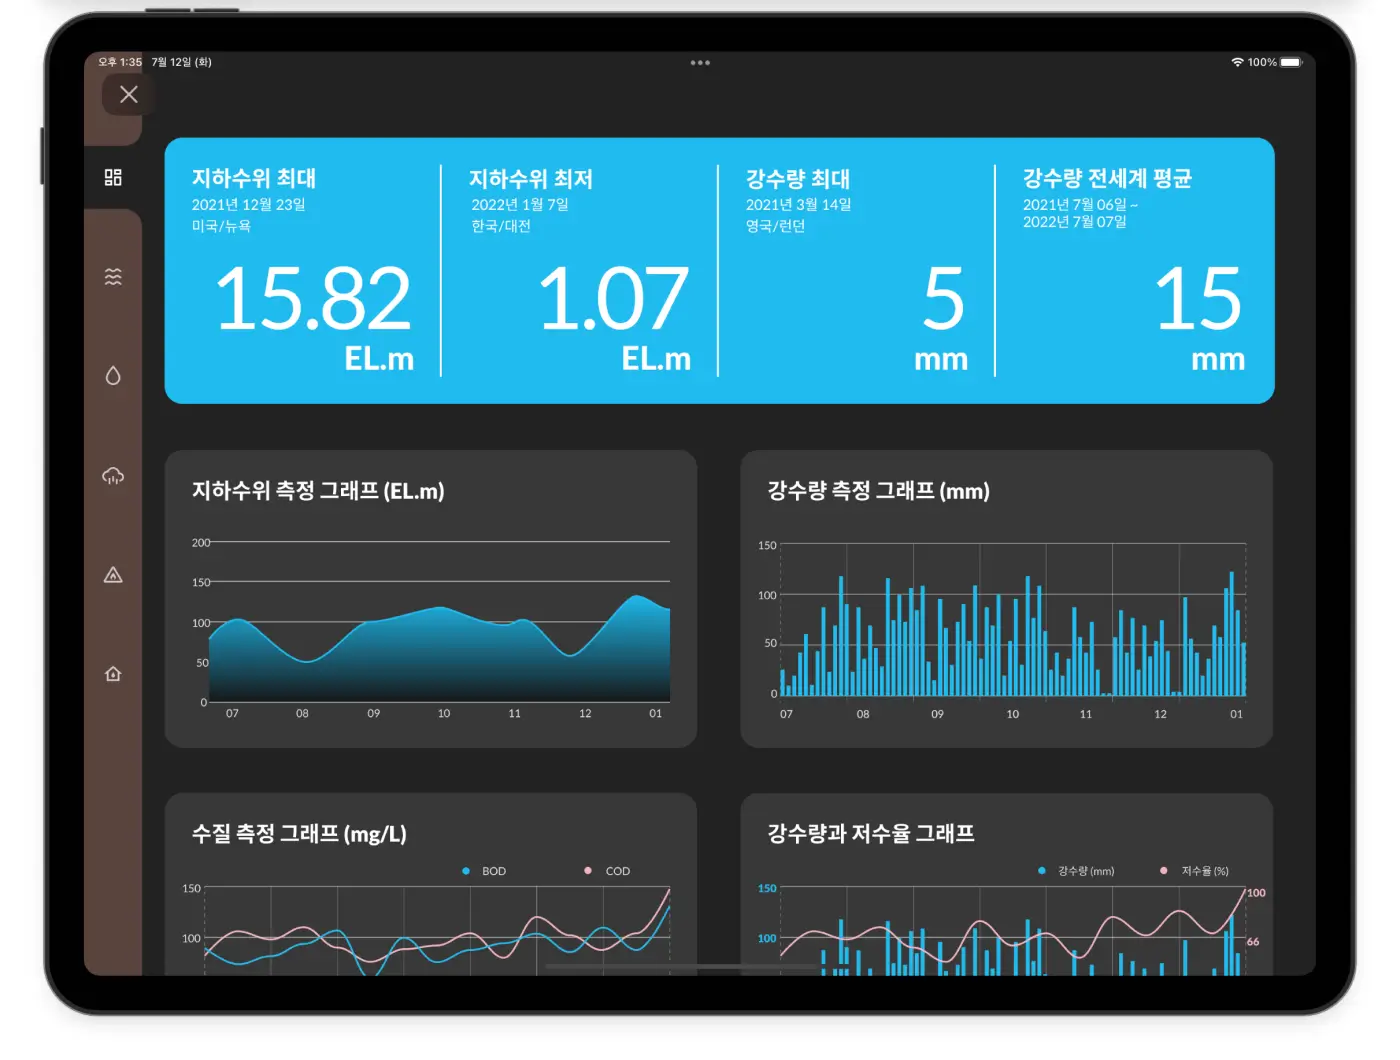 오후 1:35 7월 12일 (화)
100%
지하수위 최대
2021년 12월 23일
미국/뉴욕
15.82
EL.m
지하수위 최저
2022년 1월 7일
한국/대전
1.07
EL.m
강수량 최대
2021년 3월 14일
영국/런던
5
mm
강수량 전세계 평균
2021년 7월 06일 ~
2022년 7월 07일
15
mm
지하수위 측정 그래프 (EL.m)
200
150
100
50
0
07 08 09 10 11 12 01
강수량 측정 그래프 (mm)
150
100
50
0
07 08 09 10 11 12 01
수질 측정 그래프 (mg/L)
BOD COD
150
100
강수량과 저수율 그래프
강수량 (mm) 저수율 (%)
150
100
100
66